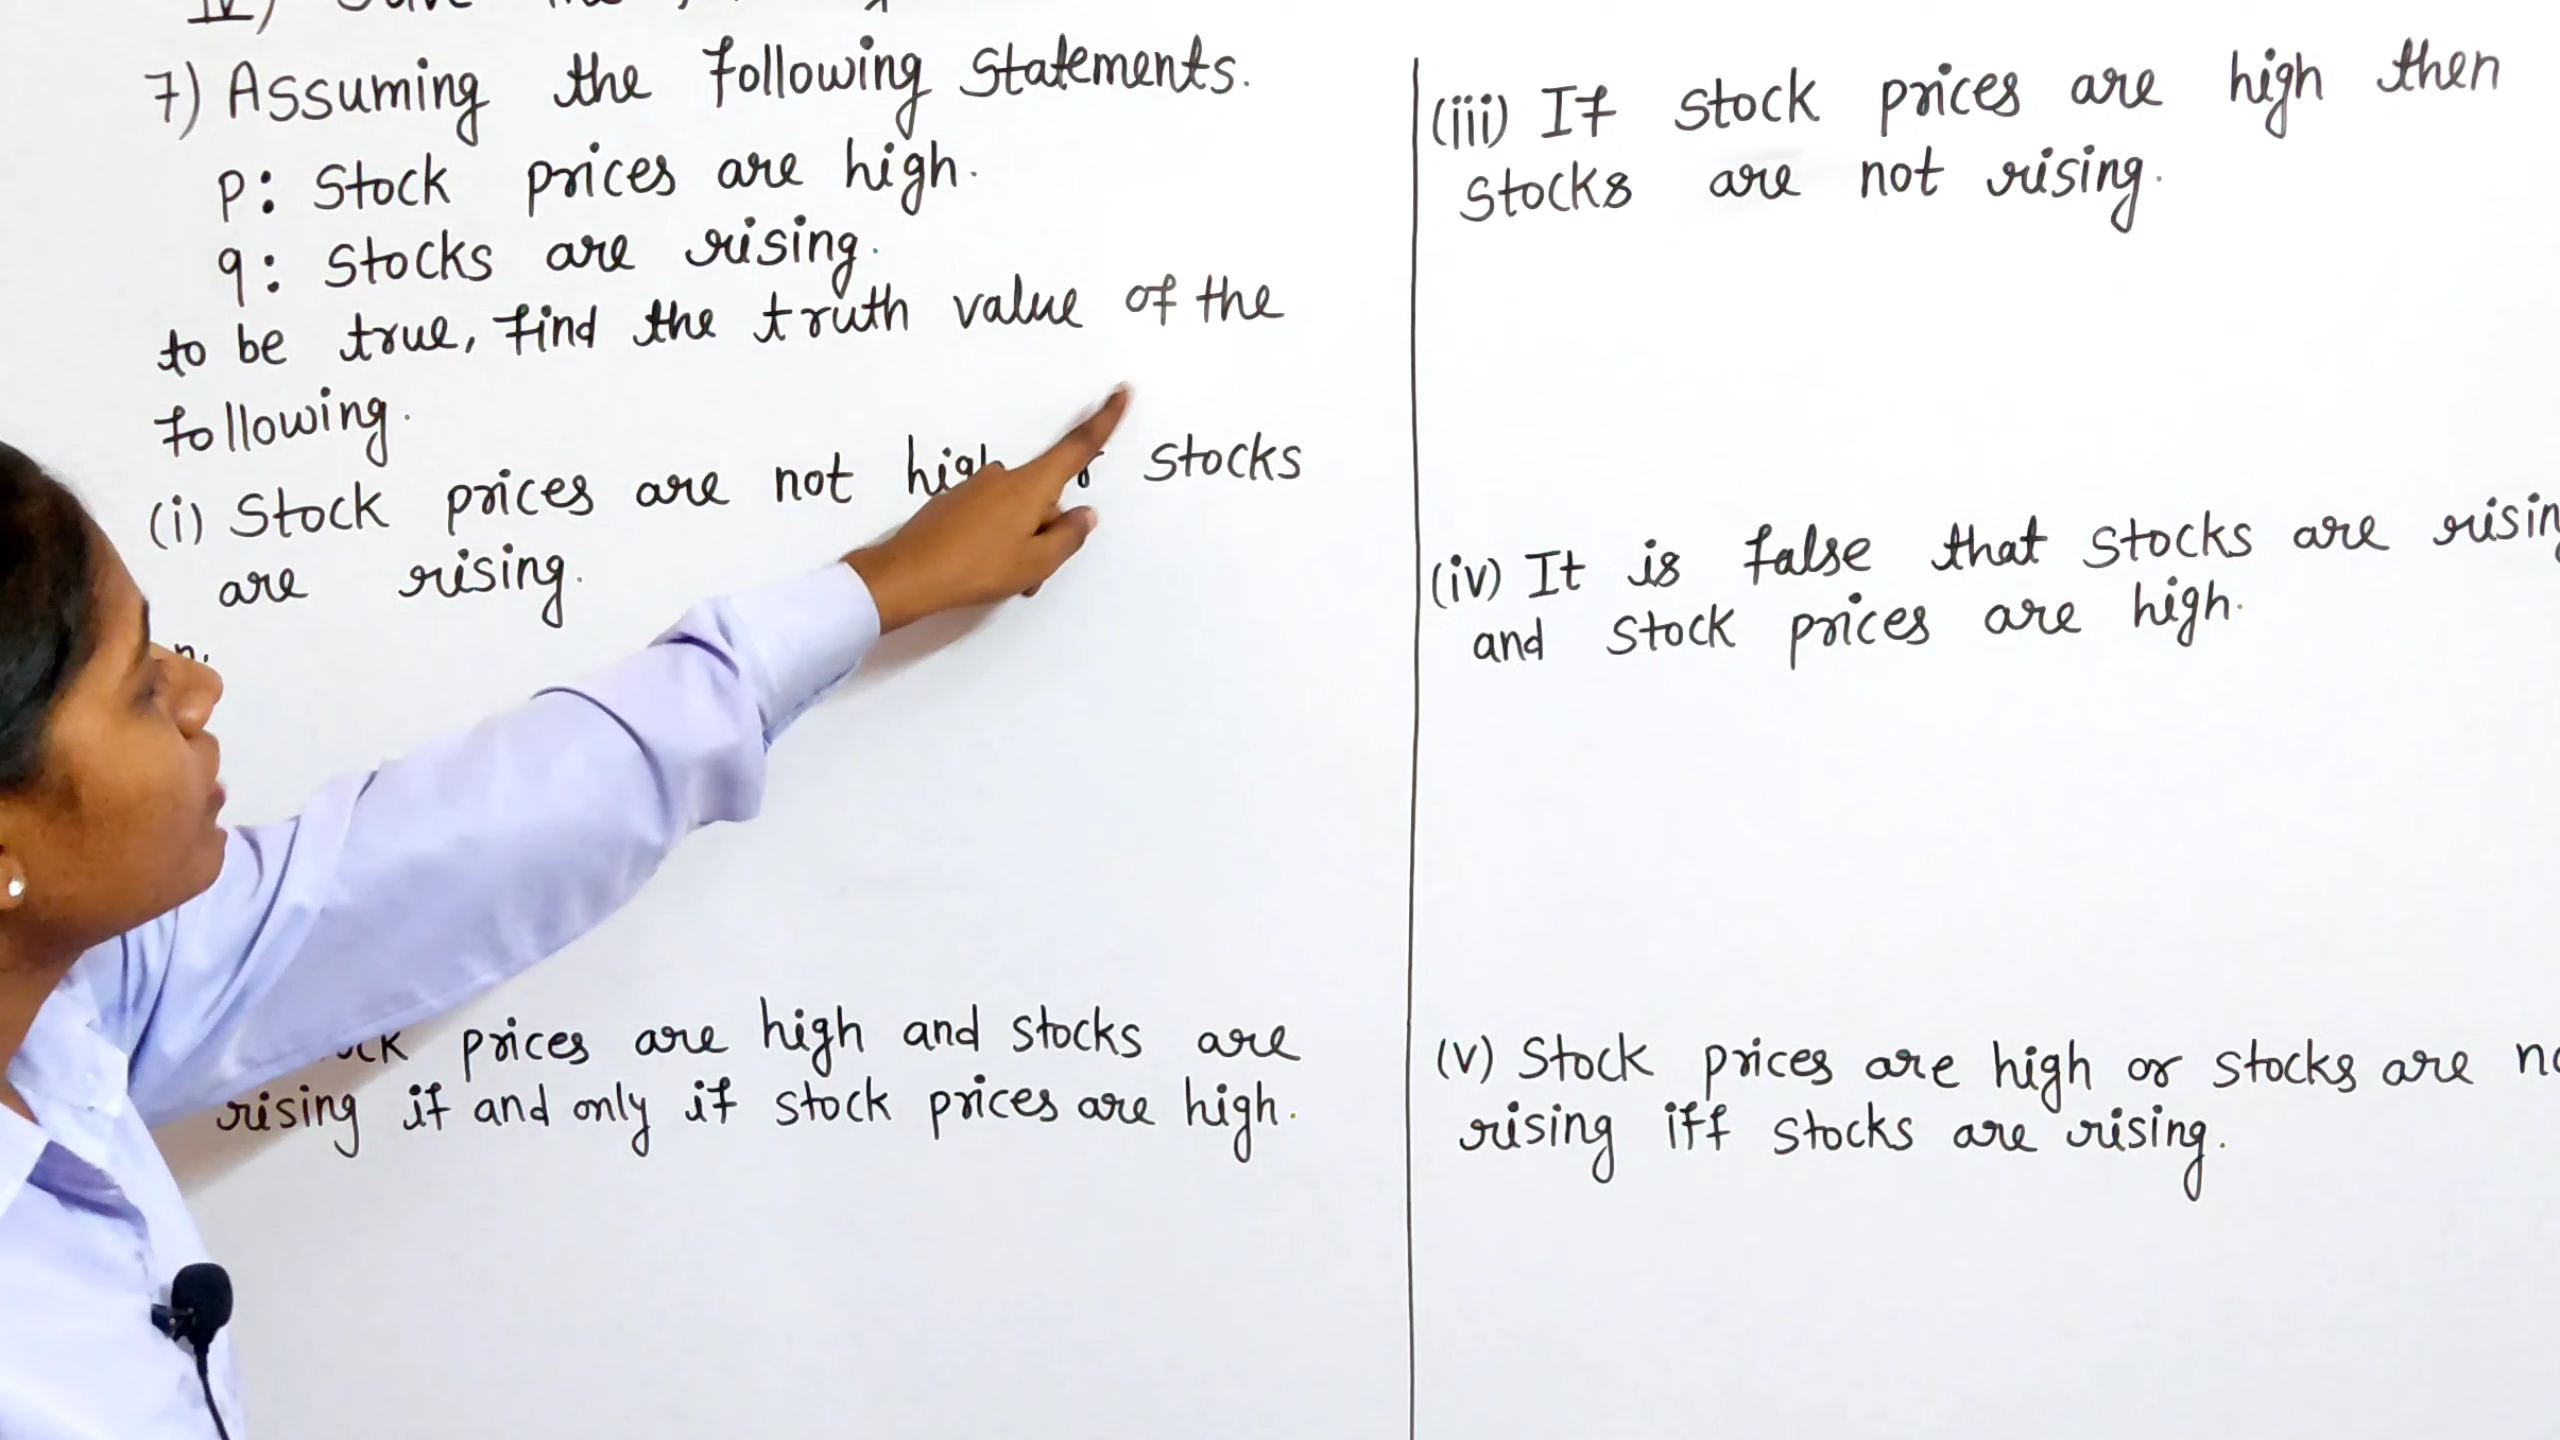 7) Assuming the following statements.
p: Stock prices are high.
q: Stocks are rising.
to be true, find the truth value of the
following.
(i) Stock prices are not high stocks
are rising.
prices are high and stocks are
rising if and only if stock prices are high.
(iii) If stock prices are high then
stocks are not rising.
(iv) It is false that stocks are
and stock prices are high.
(v) Stock prices are high or stocks are
rising iff stocks are rising.